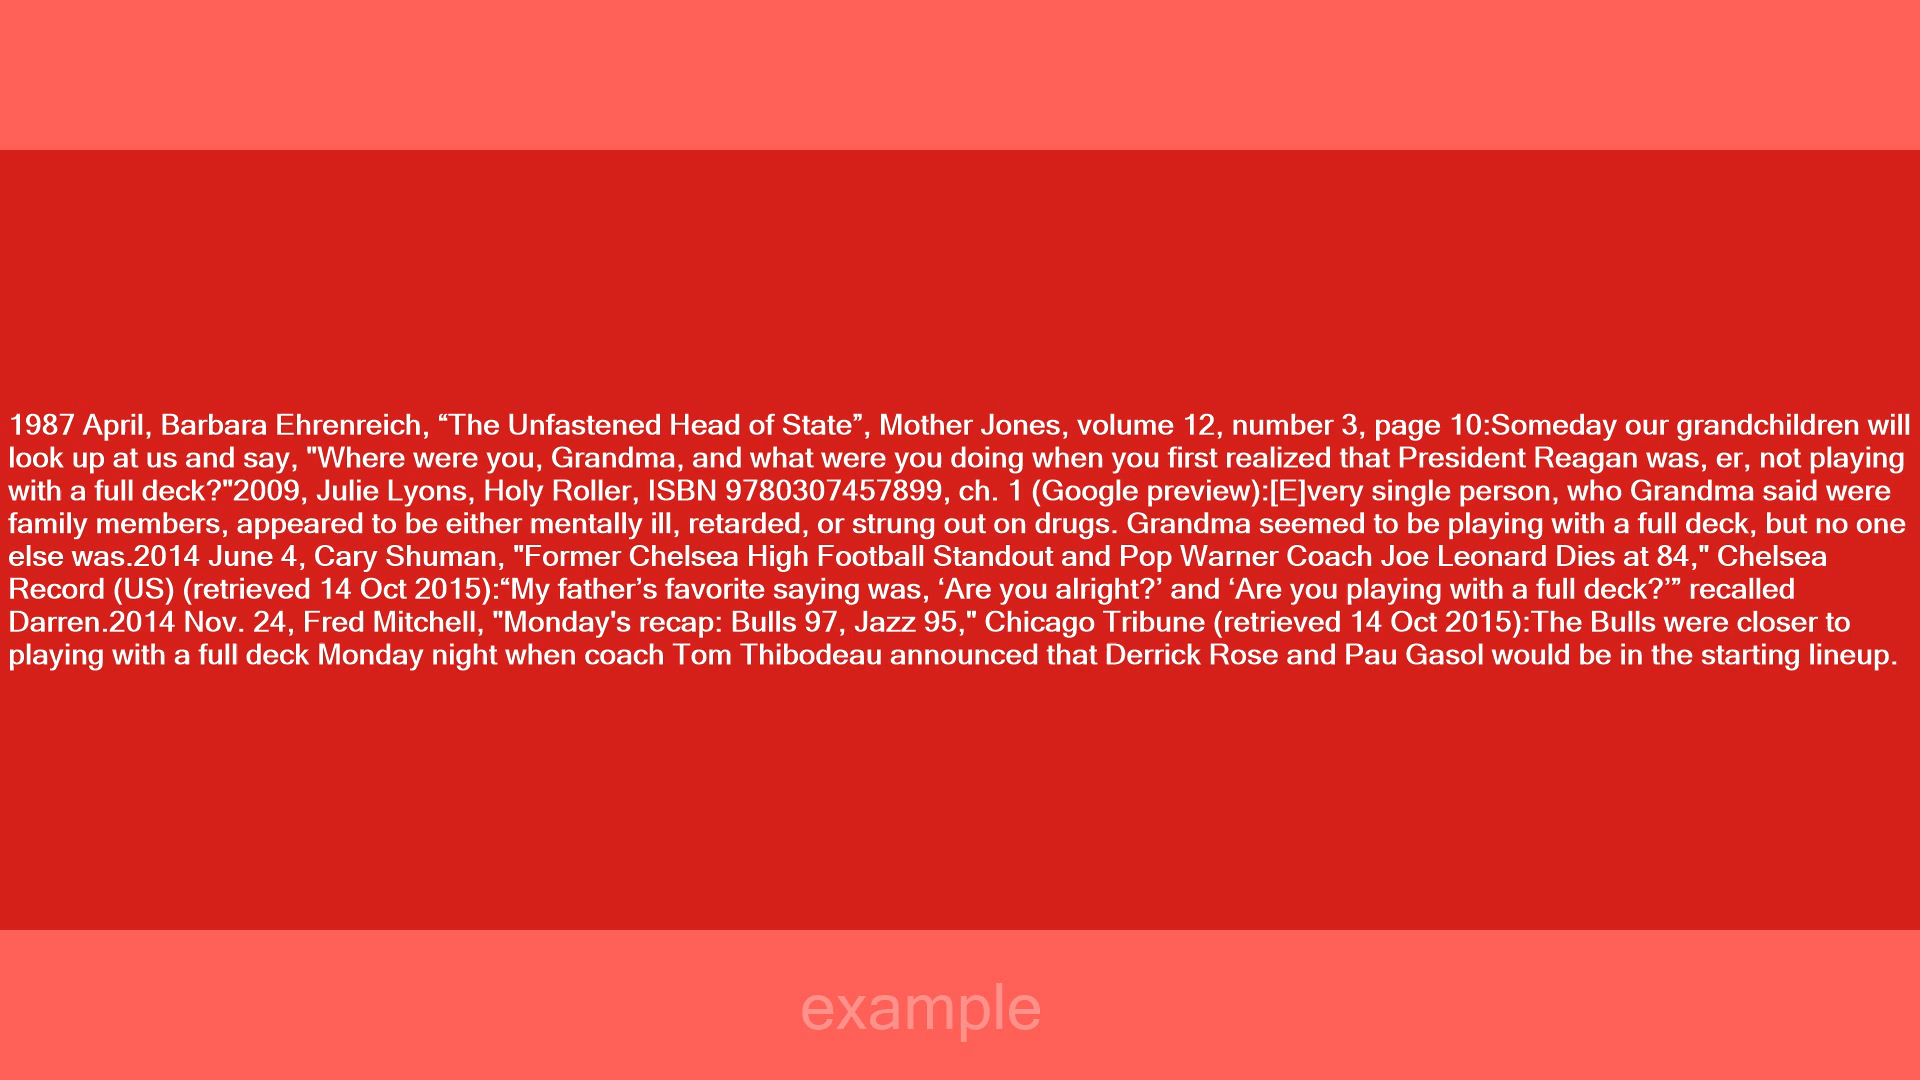 1987 April, Barbara Ehrenreich, “The Unfastened Head of State”, Mother Jones, volume 12, number 3, page 10:Someday our grandchildren will
look up at us and say, "Where were you, Grandma, and what were you doing when you first realized that President Reagan was, er, not playing
with a full deck?"2009, Julie Lyons, Holy Roller, ISBN 9780307457899, ch. 1 (Google preview):[E]very single person, who Grandma said were
family members, appeared to be either mentally ill, retarded, or strung out on drugs. Grandma seemed to be playing with a full deck, but no one
else was.2014 June 4, Cary Shuman, "Former Chelsea High Football Standout and Pop Warner Coach Joe Leonard Dies at 84," Chelsea
Record (US) (retrieved 14 Oct 2015):“My father’s favorite saying was, ‘Are you alright?’ and ‘Are you playing with a full deck?’” recalled
Darren.2014 Nov. 24, Fred Mitchell, "Monday's recap: Bulls 97, Jazz 95," Chicago Tribune (retrieved 14 Oct 2015):The Bulls were closer to
playing with a full deck Monday night when coach Tom Thibodeau announced that Derrick Rose and Pau Gasol would be in the starting lineup.
example